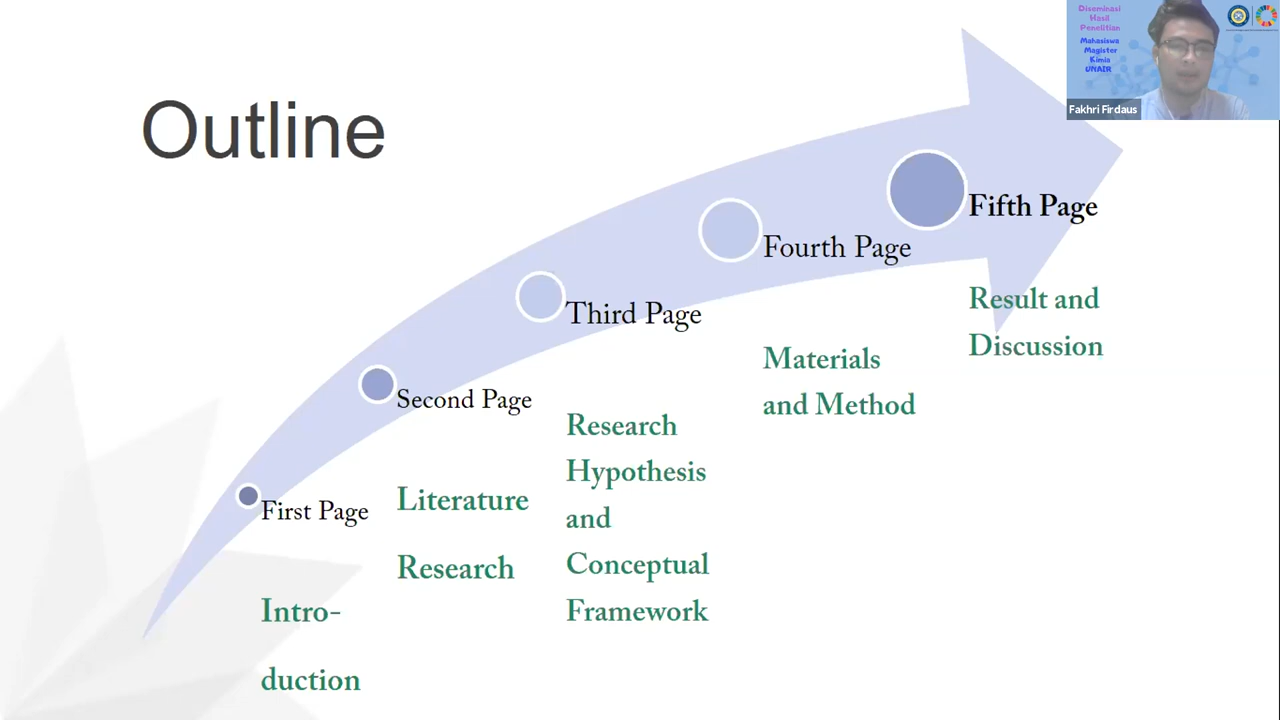 Outline
First Page
Intro-
duction
Second Page
Literature
Research
Third Page
Research
Hypothesis
and
Conceptual
Framework
Fourth Page
Materials
and Method
Fifth Page
Result and
Discussion
Diseminasi
Hasil
Penelitian
Mahasiswa
Magister
Kimia
UNAIR
Fakhri Firdaus